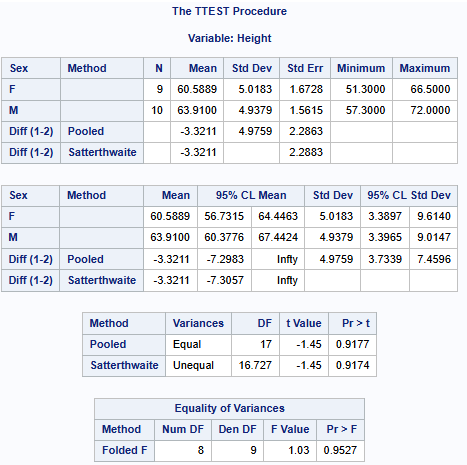 The TTEST Procedure
Variable: Height
Sex Method N Mean Std Dev Std Err Minimum Maximum
F 9 60.5889 5.0183 1.6728 51.3000 66.5000
M 10 63.9100 4.9379 1.5615 57.3000 72.0000
Diff (1-2) Pooled -3.3211 4.9759 2.2863
Diff (1-2) Satterthwaite -3.3211 2.2883
Sex Method Mean 95% CL Mean Std Dev 95% CL Std Dev
F 60.5889 56.7315 64.4463 5.0183 3.3897 9.6140
M 63.9100 60.3776 67.4424 4.9379 3.3965 9.0147
Diff (1-2) Pooled -3.3211 -7.2983 Infty 4.9759 3.7339 7.4596
Diff (1-2) Satterthwaite -3.3211 -7.3057 Infty
Method Variances DF t Value Pr > t
Pooled Equal 17 -1.45 0.9177
Satterthwaite Unequal 16.727 -1.45 0.9174
Equality of Variances
Method Num DF Den DF F Value Pr > F
Folded F 8 9 1.03 0.9527